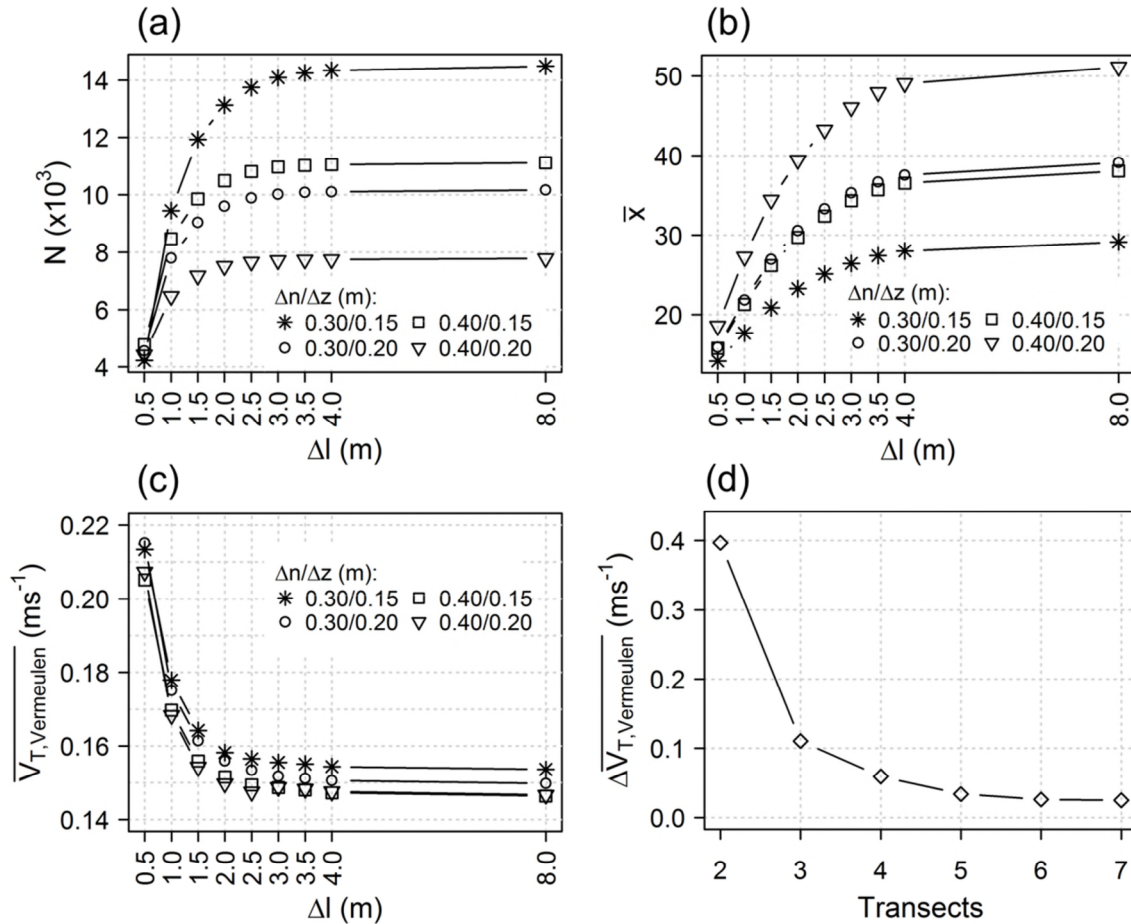 (a)
N (x10³)
14
12
10
8
6
4
Δn/Δz (m):
0.30/0.15 0.40/0.15
0.30/0.20 0.40/0.20
0.5 1.0 1.5 2.0 2.5 3.0 3.5 4.0 8.0
Δl (m)
(b)
x̄
50
40
30
20
Δn/Δz (m):
0.30/0.15 0.40/0.15
0.30/0.20 0.40/0.20
0.5 1.0 1.5 2.0 2.5 3.0 3.5 4.0 8.0
Δl (m)
(c)
V̅T,Vermeulen (ms⁻¹)
0.22
0.20
0.18
0.16
0.14
Δn/Δz (m):
0.30/0.15 0.40/0.15
0.30/0.20 0.40/0.20
0.5 1.0 1.5 2.0 2.5 3.0 3.5 4.0 8.0
Δl (m)
(d)
ΔV̅T,Vermeulen (ms⁻¹)
0.4
0.3
0.2
0.1
0.0
2 3 4 5 6 7
Transects